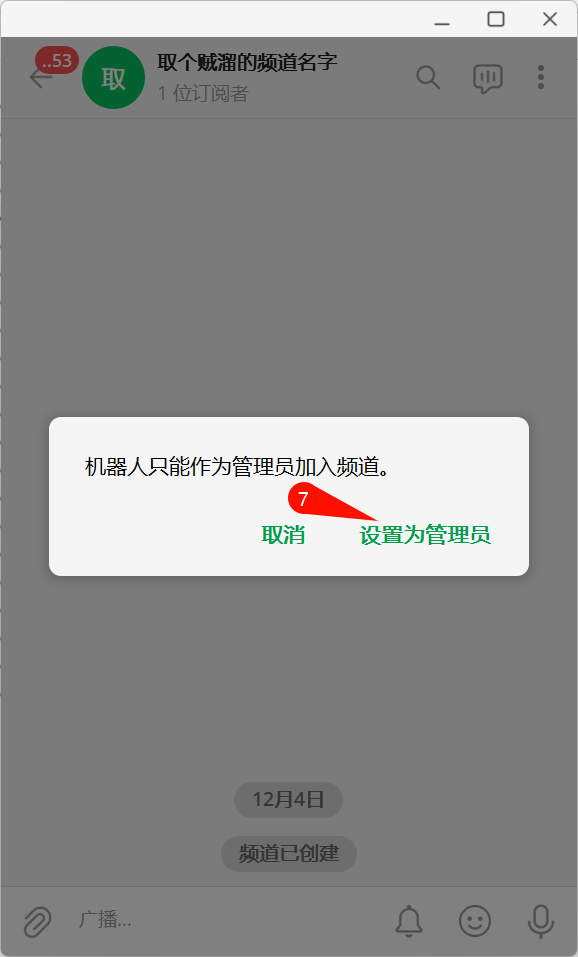 ..53
取
取个贼溜的频道名字
1 位订阅者
机器人只能作为管理员加入频道。
7
取消
设置为管理员
12月4日
频道已创建
广播...